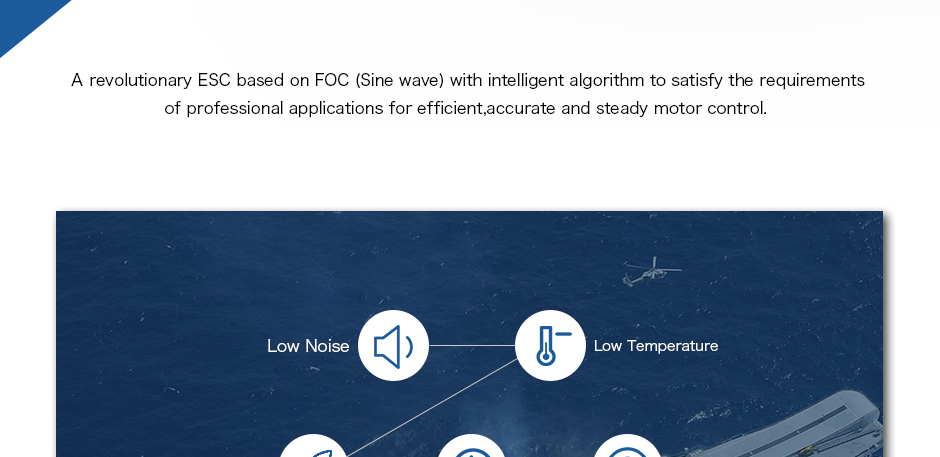 A revolutionary ESC based on FOC (Sine wave) with intelligent algorithm to satisfy the requirements
of professional applications for efficient,accurate and steady motor control.
Low Noise
Low Temperature